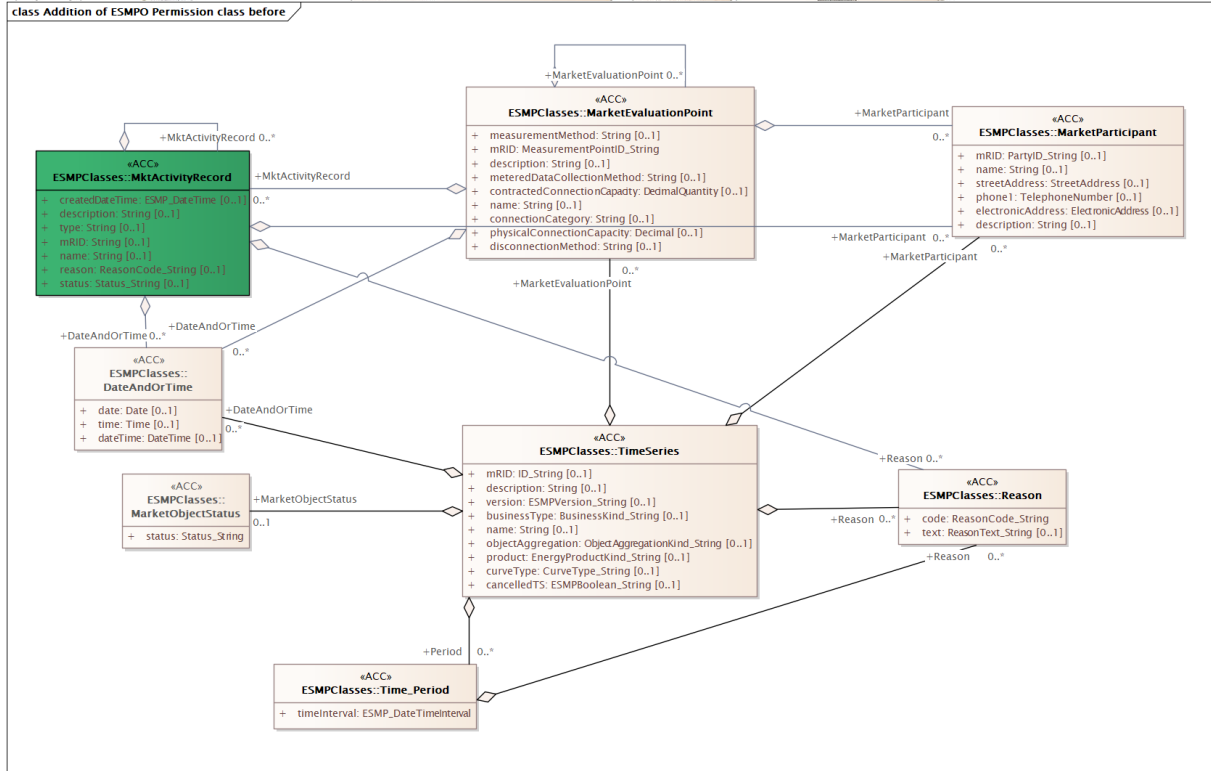 class Addition of ESMPO Permission class before
+MarketEvaluationPoint 0..*
«ACC»
ESMPClasses::MarketEvaluationPoint
+ measurementMethod: String [0..1]
+ mRID: MeasurementPointID_String
+ description: String [0..1]
+ meteredDataCollectionMethod: String [0..1]
+ contractedConnectionCapacity: DecimalQuantity [0..1]
+ name: String [0..1]
+ connectionCategory: String [0..1]
+ physicalConnectionCapacity: Decimal [0..1]
+ disconnectionMethod: String [0..1]
+MarketParticipant
0..*
«ACC»
ESMPClasses::MarketParticipant
+ mRID: PartyID_String [0..1]
+ name: String [0..1]
+ streetAddress: StreetAddress [0..1]
+ phone1: TelephoneNumber [0..1]
+ electronicAddress: ElectronicAddress [0..1]
+ description: String [0..1]
+MktActivityRecord 0..*
«ACC»
ESMPClasses::MktActivityRecord
+ createdDateTime: ESMP_DateTime [0..1]
+ description: String [0..1]
+ type: String [0..1]
+ mRID: String [0..1]
+ name: String [0..1]
+ reason: ReasonCode_String [0..1]
+ status: Status_String [0..1]
+MktActivityRecord
0..*
+MarketParticipant 0..*
+MarketParticipant
0..*
+MarketEvaluationPoint
+DateAndOrTime 0..*
+DateAndOrTime
0..*
«ACC»
ESMPClasses::
DateAndOrTime
+ date: Date [0..1]
+ time: Time [0..1]
+ dateTime: DateTime [0..1]
+DateAndOrTime
0..*
«ACC»
ESMPClasses::TimeSeries
+ mRID: ID_String [0..1]
+ description: String [0..1]
+ version: ESMPVersion_String [0..1]
+ businessType: BusinessKind_String [0..1]
+ name: String [0..1]
+ objectAggregation: ObjectAggregationKind_String [0..1]
+ product: EnergyProductKind_String [0..1]
+ curveType: CurveType_String [0..1]
+ cancelledTS: ESMPBoolean_String [0..1]
«ACC»
ESMPClasses::
MarketObjectStatus
+ status: Status_String
+MarketObjectStatus
0..1
+Reason 0..*
«ACC»
ESMPClasses::Reason
+ code: ReasonCode_String
+ text: ReasonText_String [0..1]
+Reason 0..*
+Reason 0..*
+Period 0..*
«ACC»
ESMPClasses::Time_Period
+ timeInterval: ESMP_DateTimeInterval